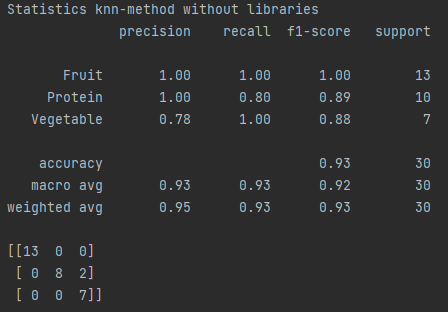 Statistics knn-method without libraries
precision recall f1-score support
Fruit 1.00 1.00 1.00 13
Protein 1.00 0.80 0.89 10
Vegetable 0.78 1.00 0.88 7
accuracy 0.93 30
macro avg 0.93 0.93 0.92 30
weighted avg 0.95 0.93 0.93 30
[[13 0 0]
[ 0 8 2]
[ 0 0 7]]